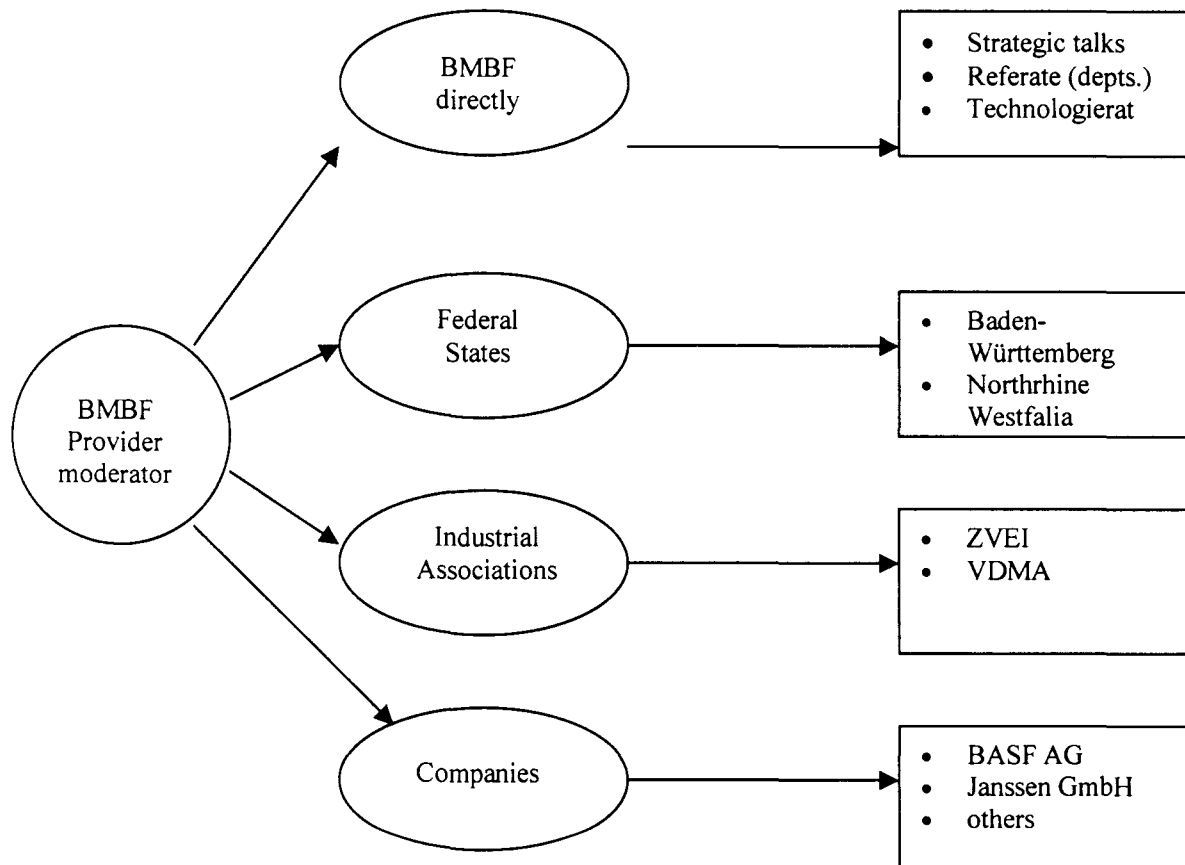 BMBF
directly
• Strategic talks
• Referate (depts.)
• Technologierat
Federal
States
• Baden-
Württemberg
• Northrhine
Westfalia
BMBF
Provider
moderator
Industrial
Associations
• ZVEI
• VDMA
Companies
• BASF AG
• Janssen GmbH
• others